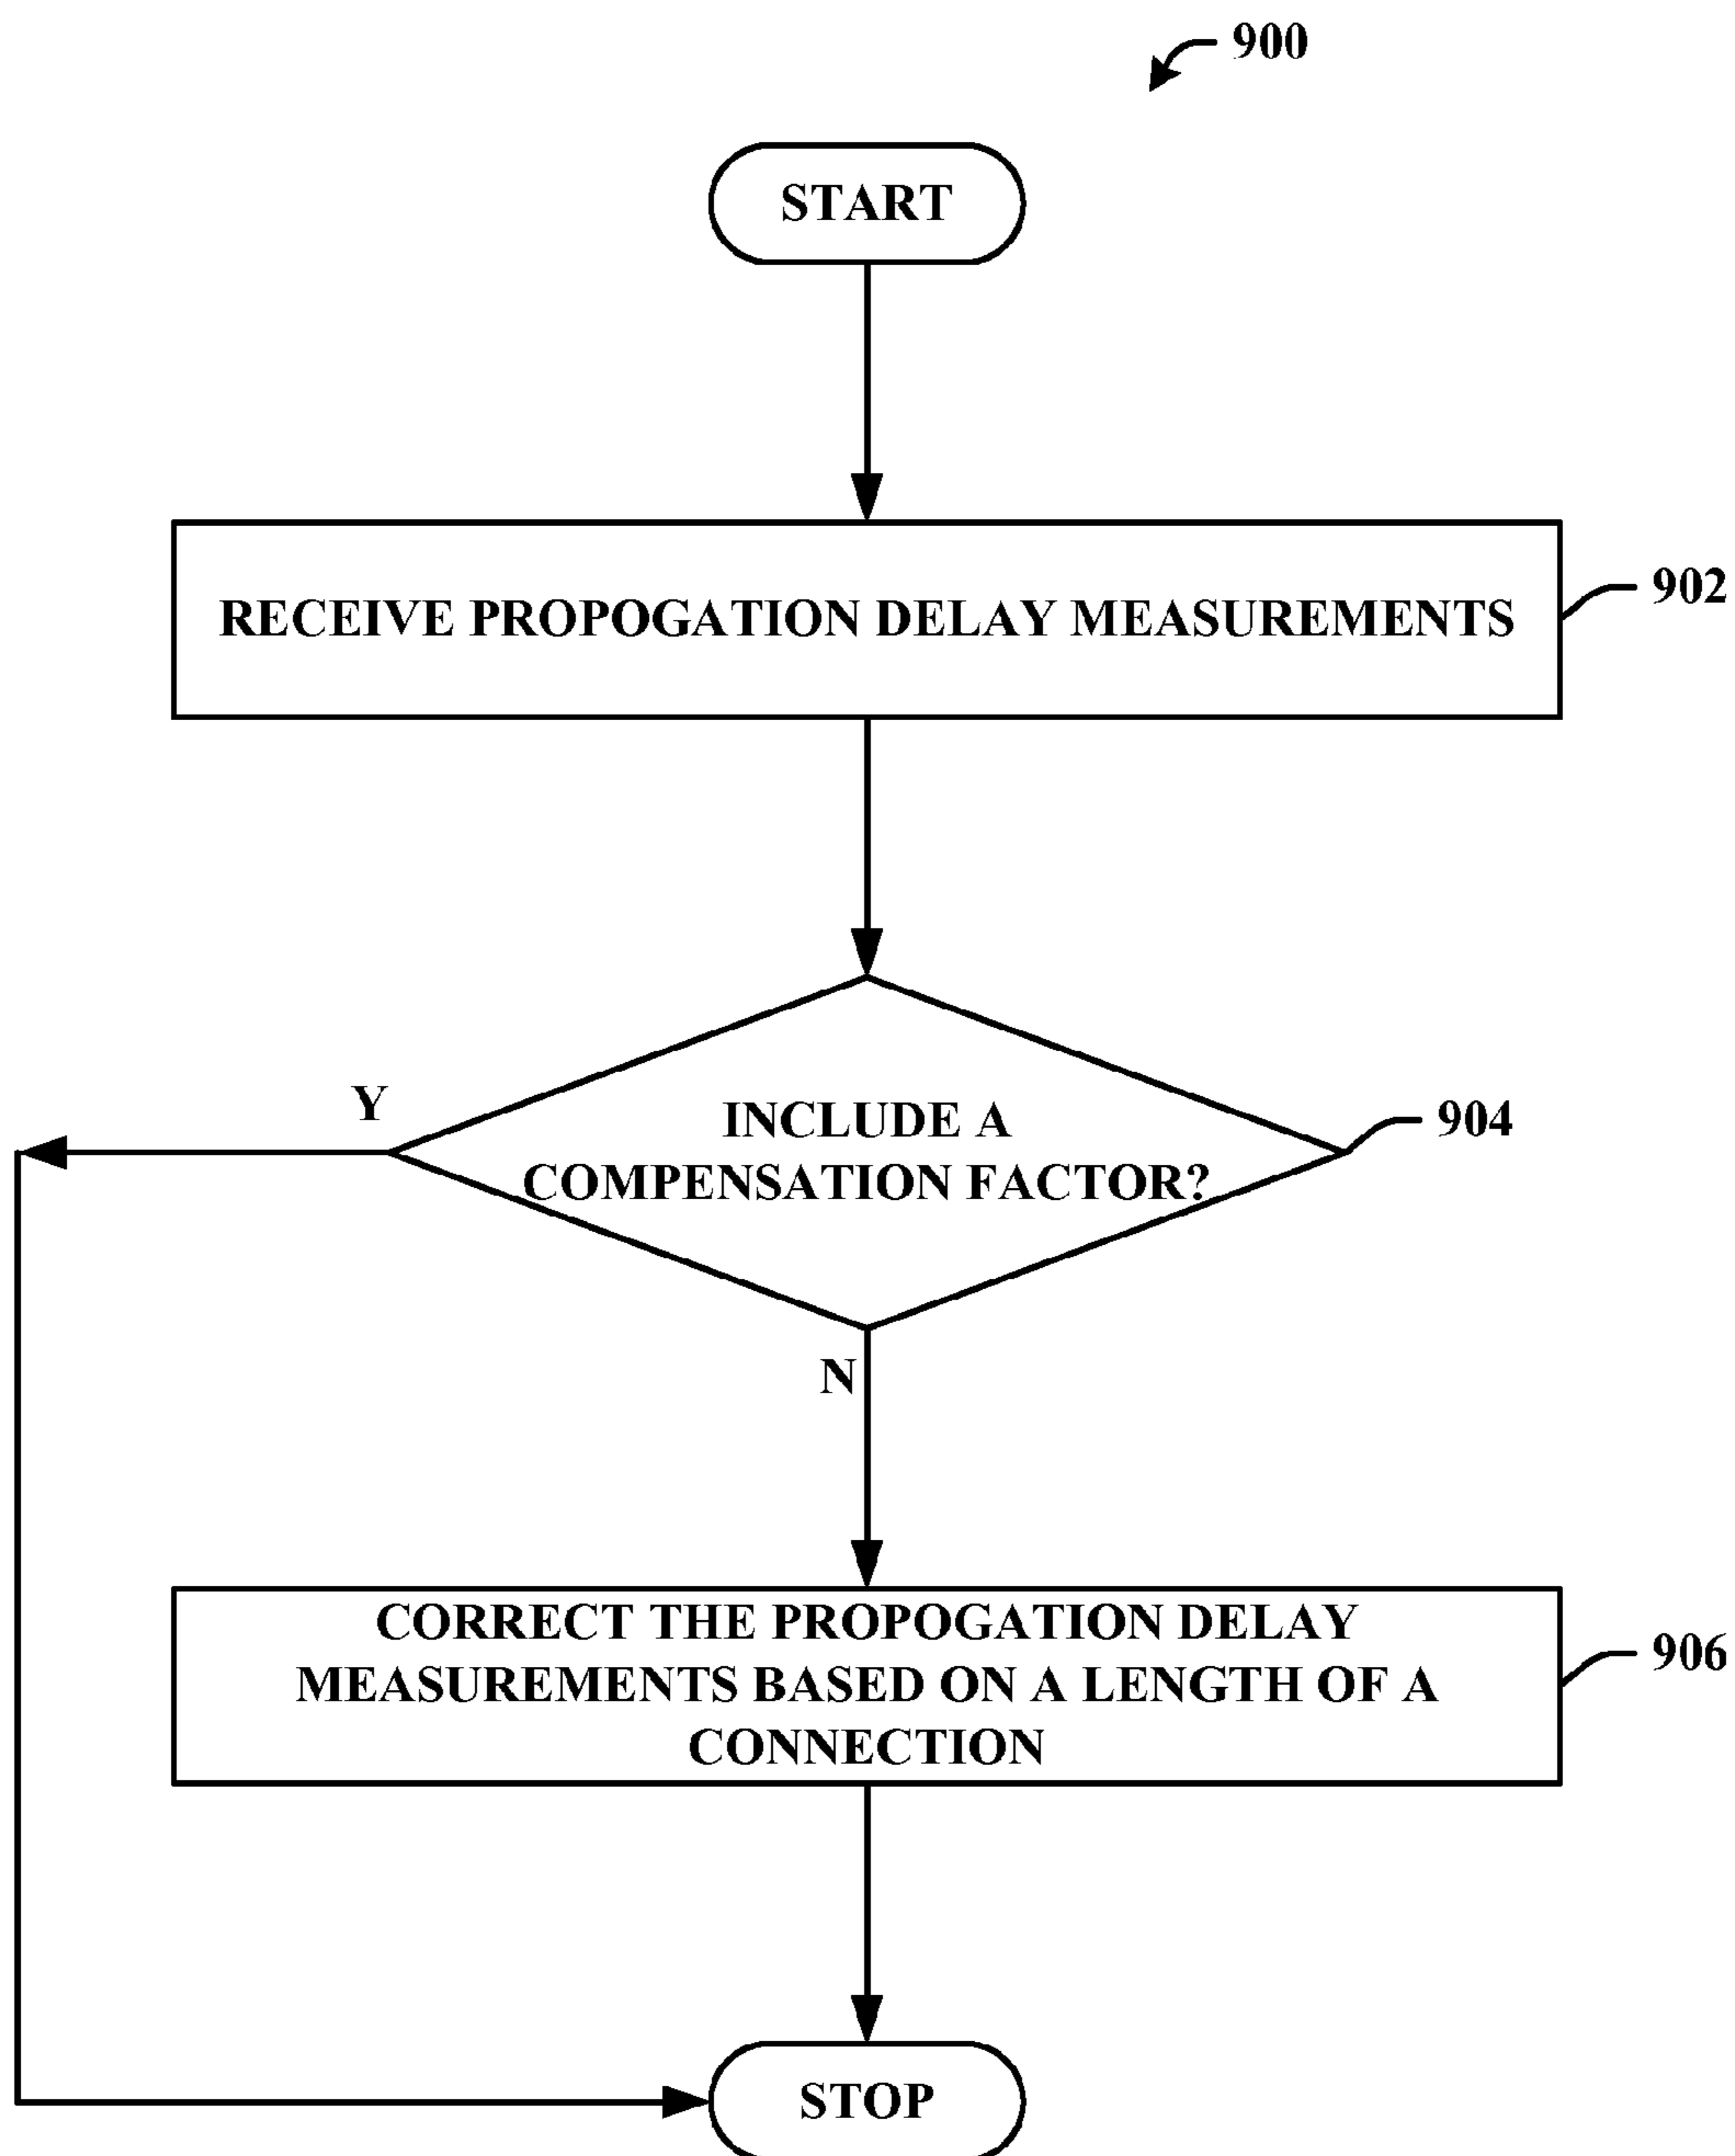 900
START
RECEIVE PROPOGATION DELAY MEASUREMENTS
902
Y
INCLUDE A
COMPENSATION FACTOR?
904
N
CORRECT THE PROPOGATION DELAY
MEASUREMENTS BASED ON A LENGTH OF A
CONNECTION
906
STOP